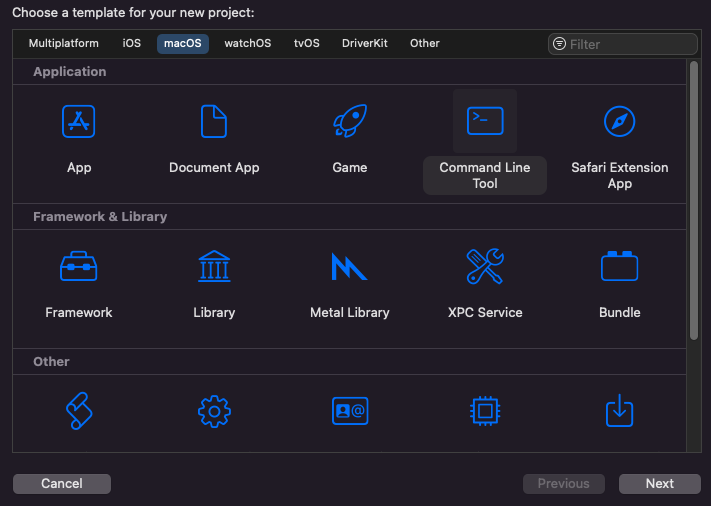 Choose a template for your new project:
Multiplatform iOS macOS watchOS tvOS DriverKit Other Filter
Application
App Document App Game Command Line Tool Safari Extension App
Framework & Library
Framework Library Metal Library XPC Service Bundle
Other
Cancel Previous Next